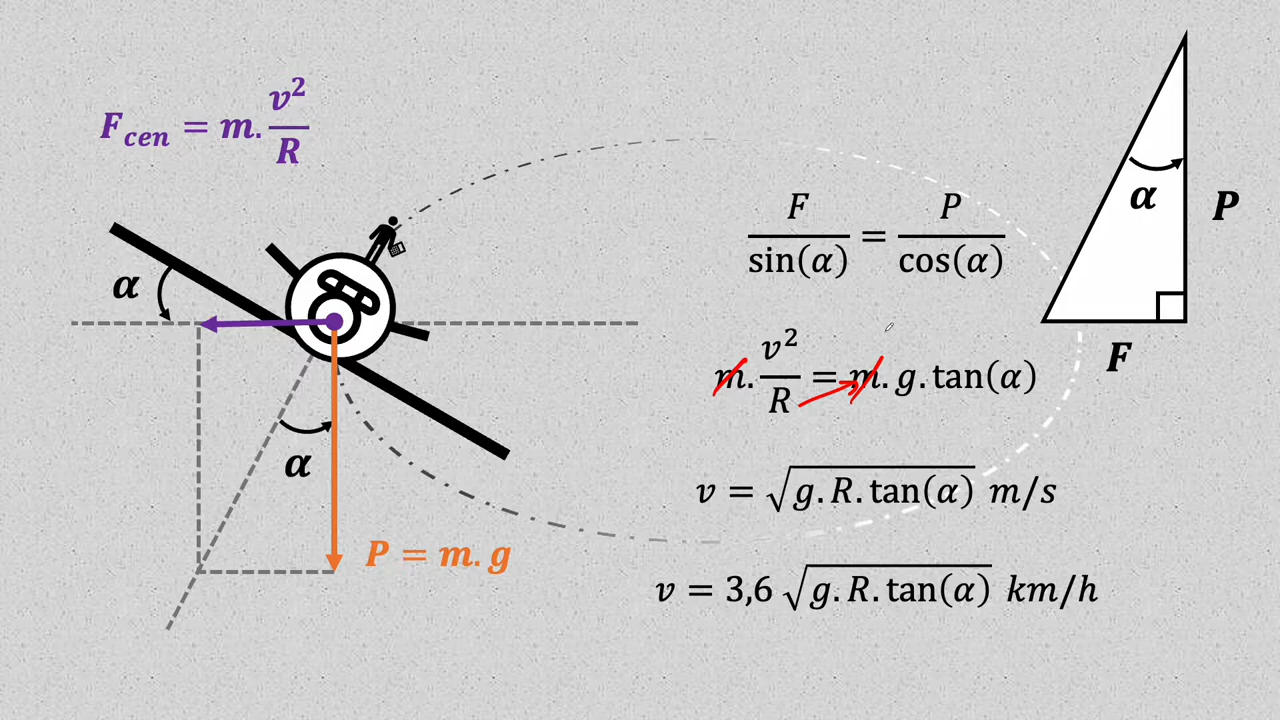 F_cen = m. v²/R
α
α
P = m.g
F/sin(α) = P/cos(α)
m. v²/R = m.g.tan(α)
v = √g.R.tan(α) m/s
v = 3,6 √g.R.tan(α) km/h
α
P
F